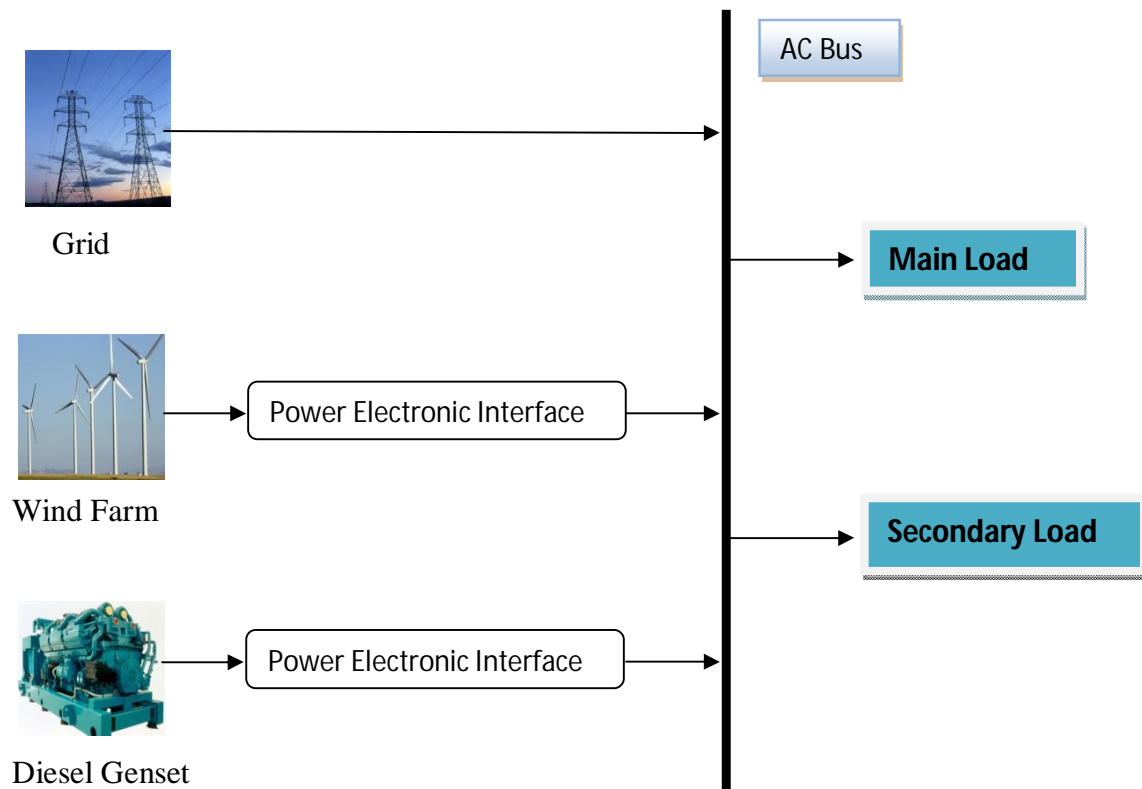 AC Bus
Grid
Main Load
Power Electronic Interface
Wind Farm
Secondary Load
Power Electronic Interface
Diesel Genset